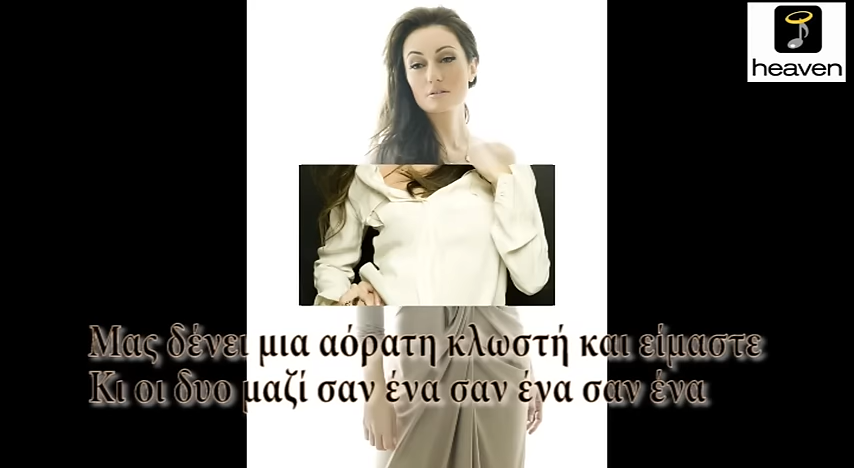 heaven
Μας δένει μια αόρατη κλωστή και είμαστε
Κι οι δυο μαζί σαν ένα σαν ένα σαν ένα